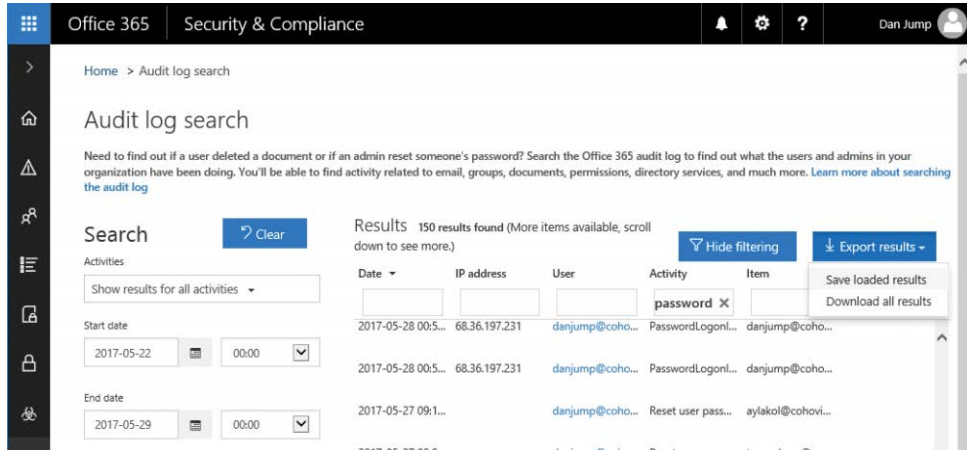 Office 365 Security & Compliance ? Dan Jump
Home > Audit log search
Audit log search
Need to find out if a user deleted a document or if an admin reset someone's password? Search the Office 365 audit log to find out what the users and admins in your
organization have been doing. You'll be able to find activity related to email, groups, documents, permissions, directory services, and much more. Learn more about searching
the audit log
Search
Clear
Activities
Show results for all activities
Start date
2017-05-22 00:00
End date
2017-05-29 00:00
Results 150 results found (More items available, scroll
down to see more.)
Hide filtering
Export results
Save loaded results
Download all results
Date IP address User Activity Item
password
2017-05-28 00:5... 68.36.197.231 danjump@coho... PasswordLogonI... danjump@coho...
2017-05-28 00:5... 68.36.197.231 danjump@coho... PasswordLogonI... danjump@coho...
2017-05-27 09:1... danjump@coho... Reset user pass... aylakol@cohovi...